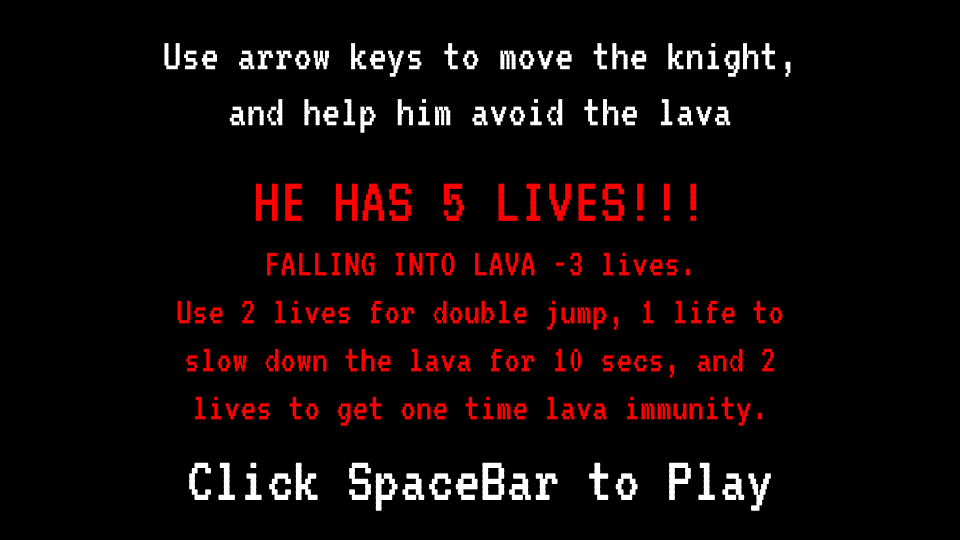 Use arrow keys to move the knight,
and help him avoid the lava
HE HAS 5 LIVES!!!
FALLING INTO LAVA -3 lives.
Use 2 lives for double jump, 1 life to
slow down the lava for 10 secs, and 2
lives to get one time lava immunity.
Click SpaceBar to Play